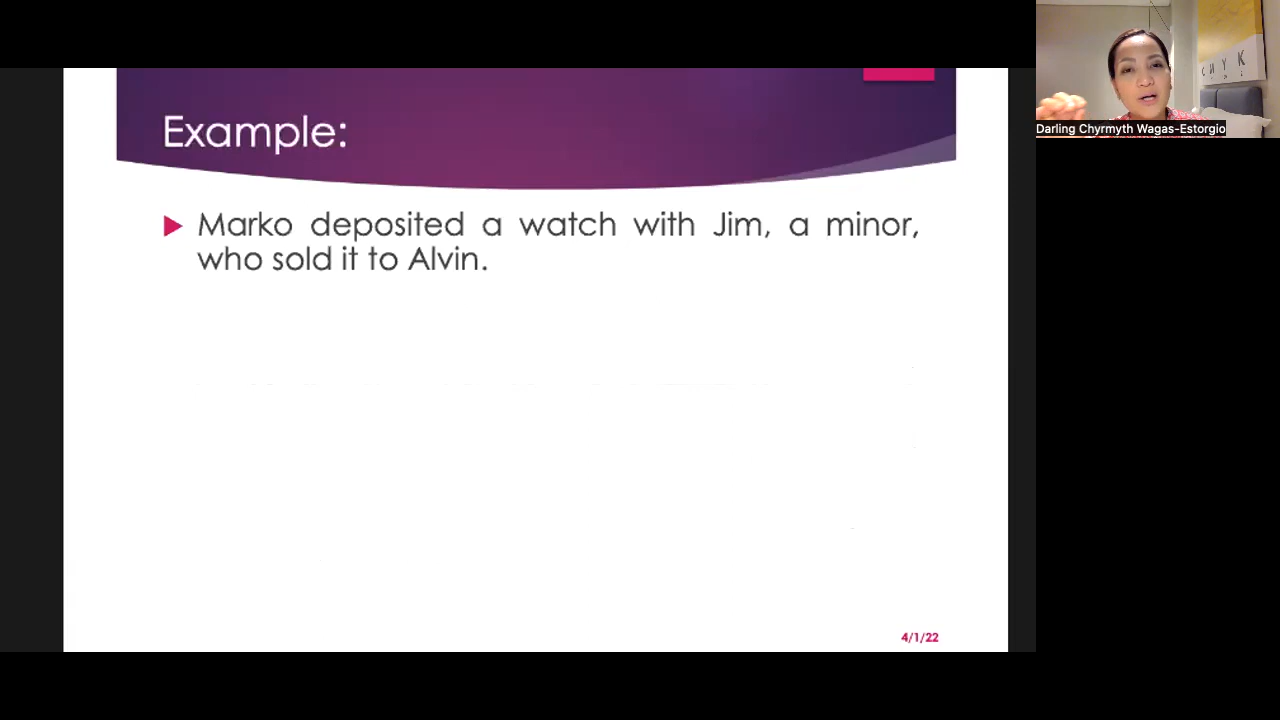 Example:
Marko deposited a watch with Jim, a minor,
who sold it to Alvin.
4/1/22
CHYK
Darling Chyrmyth Wagas-Estorgio